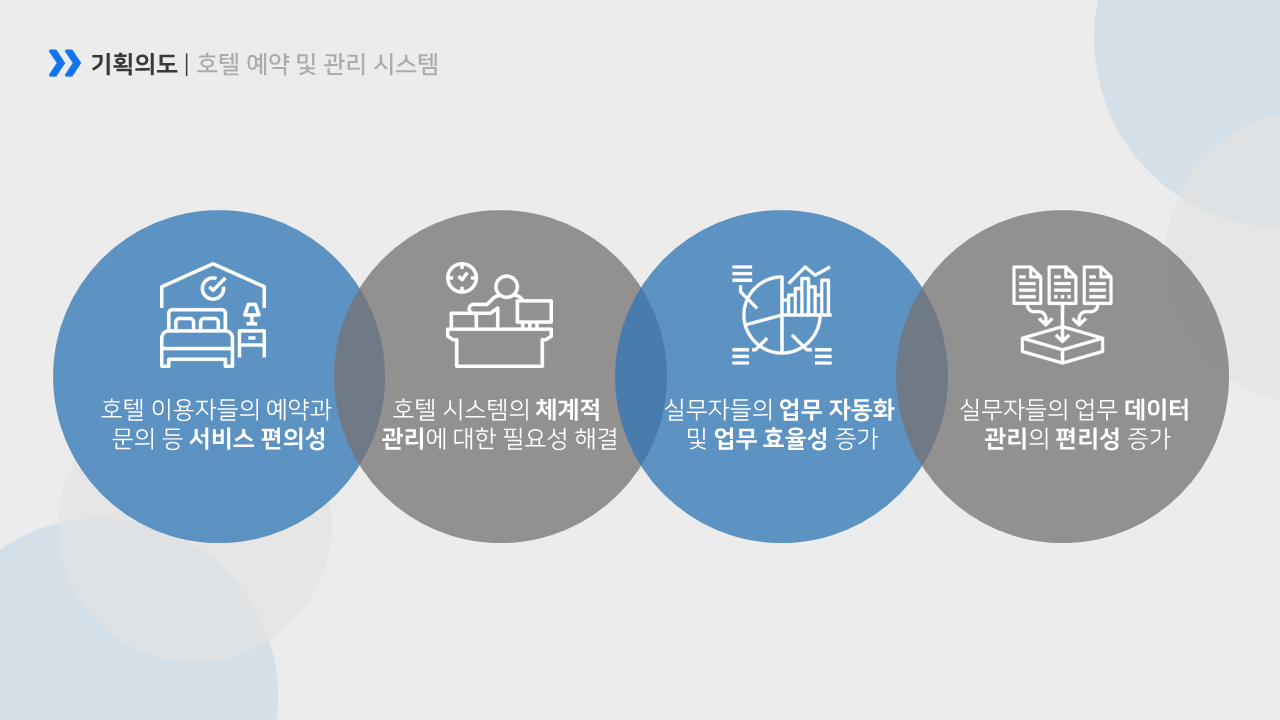 기획의도 | 호텔 예약 및 관리 시스템
호텔 이용자들의 예약과
문의 등 서비스 편의성
호텔 시스템의 체계적
관리에 대한 필요성 해결
실무자들의 업무 자동화
및 업무 효율성 증가
실무자들의 업무 데이터
관리의 편리성 증가